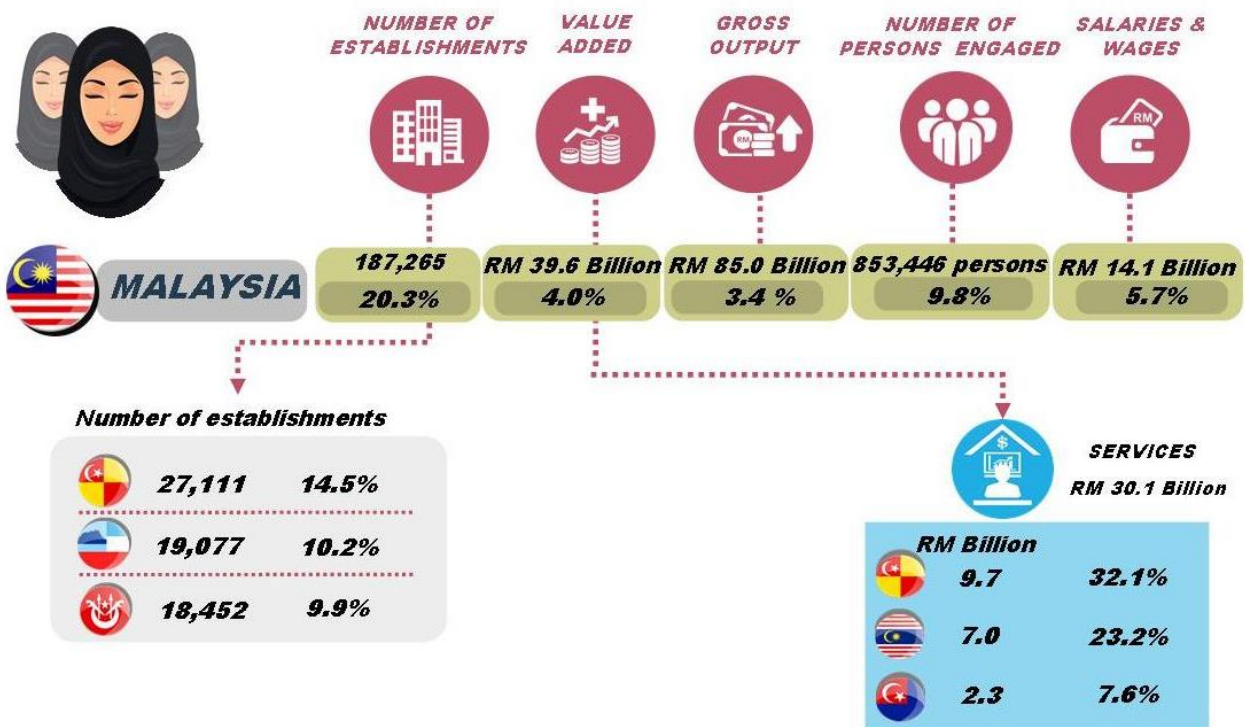 NUMBER OF
ESTABLISHMENTS
VALUE
ADDED
GROSS
OUTPUT
NUMBER OF
PERSONS ENGAGED
SALARIES &
WAGES
RM
RM
MALAYSIA
187,265
20.3%
RM 39.6 Billion
4.0%
RM 85.0 Billion
3.4 %
853,446 persons
9.8%
RM 14.1 Billion
5.7%
Number of establishments
27,111 14.5%
19,077 10.2%
18,452 9.9%
$
SERVICES
RM 30.1 Billion
RM Billion
9.7 32.1%
7.0 23.2%
2.3 7.6%